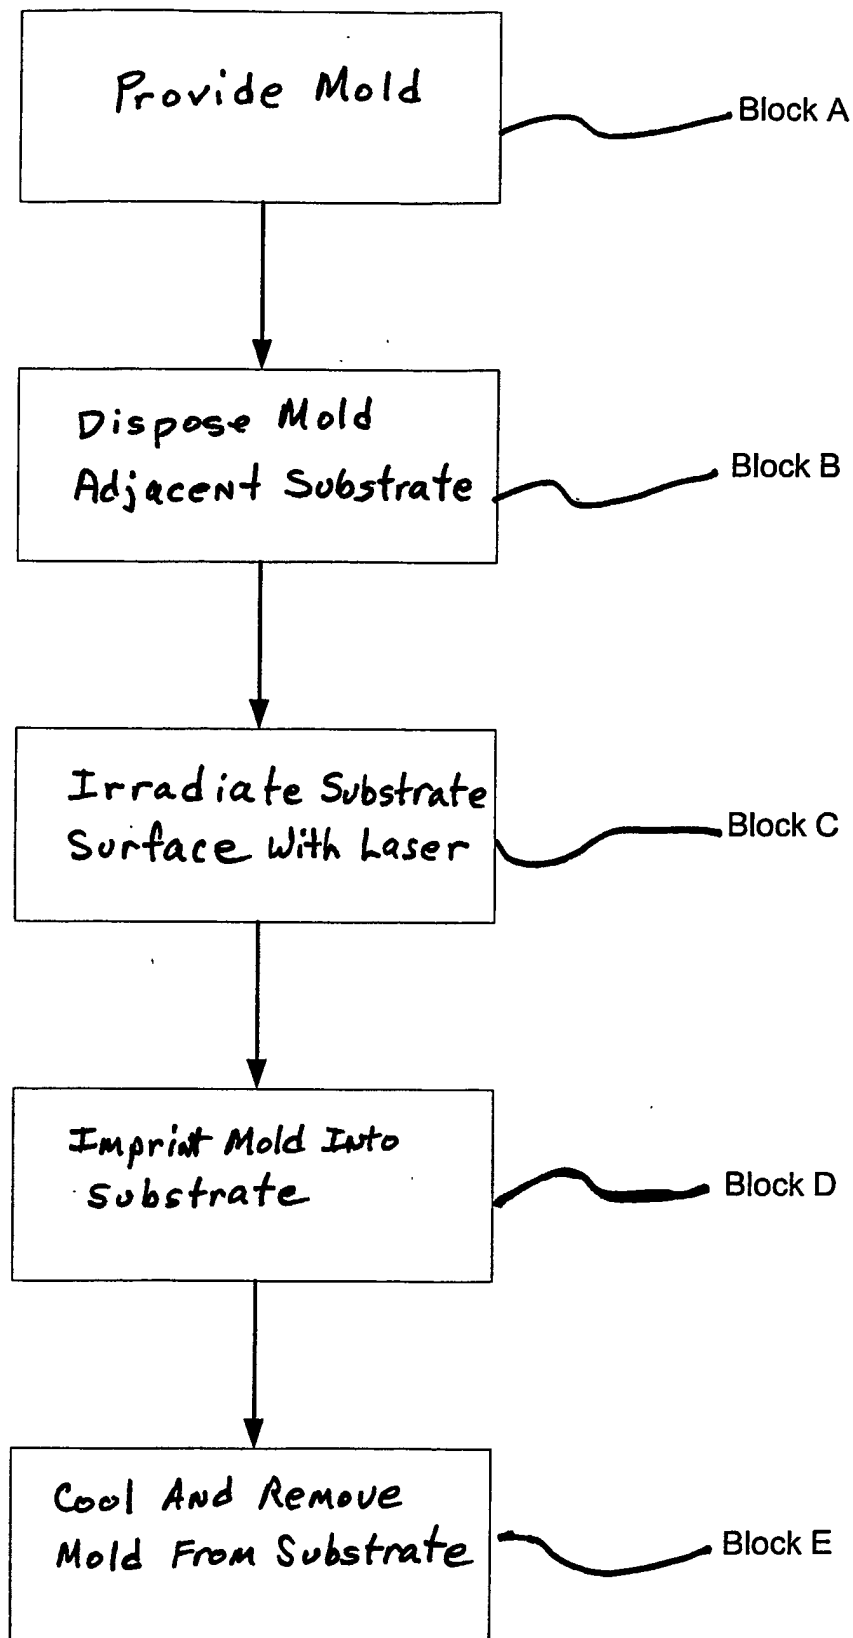 Provide Mold
Block A
Dispose Mold
Adjacent Substrate
Block B
Irradiate Substrate
Surface With Laser
Block C
Imprint Mold Into
Substrate
Block D
Cool And Remove
Mold From Substrate
Block E